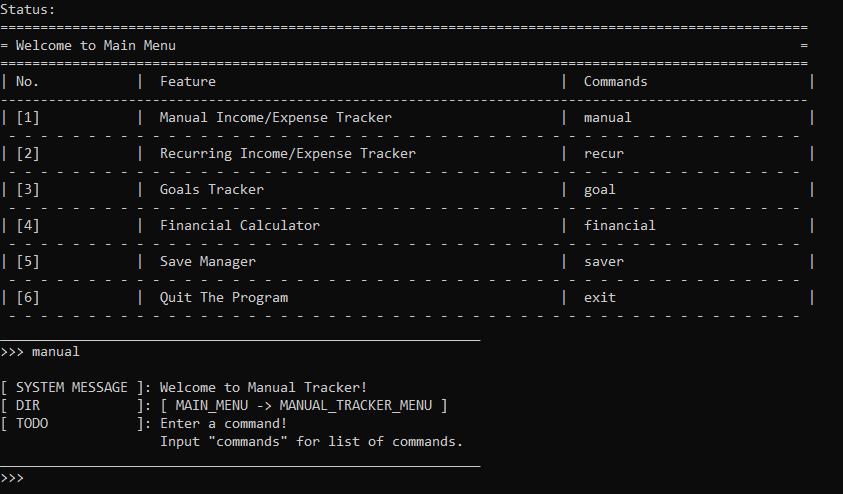 Status:
= Welcome to Main Menu =
| No. | Feature | Commands |
| [1] | Manual Income/Expense Tracker | manual |
| [2] | Recurring Income/Expense Tracker | recur |
| [3] | Goals Tracker | goal |
| [4] | Financial Calculator | financial |
| [5] | Save Manager | saver |
| [6] | Quit The Program | exit |
>>> manual
[ SYSTEM MESSAGE ]: Welcome to Manual Tracker!
[ DIR ]: [ MAIN_MENU -> MANUAL_TRACKER_MENU ]
[ TODO ]: Enter a command!
Input "commands" for list of commands.
>>>